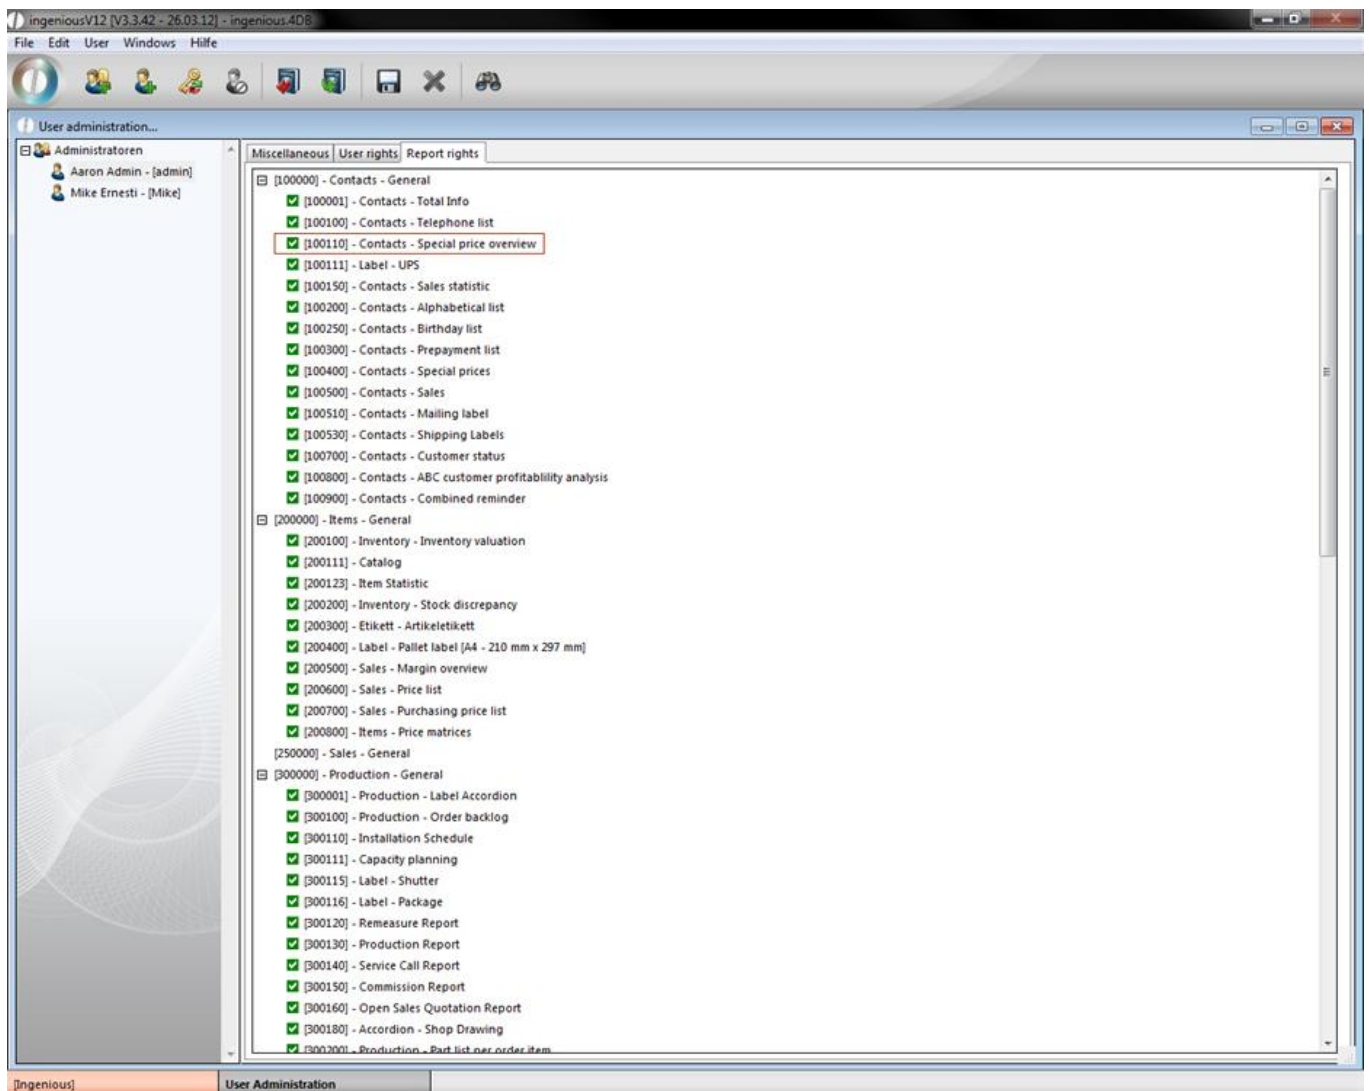 ingeniousV12 [V3.3.42 - 26.03.12] - ingenious.4DB
File Edit User Windows Hilfe
User administration...
Administratoren
Aaron Admin - [admin]
Mike Ernesti - [Mike]
Miscellaneous User rights Report rights
[100000] - Contacts - General
[100001] - Contacts - Total Info
[100100] - Contacts - Telephone list
[100110] - Contacts - Special price overview
[100111] - Label - UPS
[100150] - Contacts - Sales statistic
[100200] - Contacts - Alphabetical list
[100250] - Contacts - Birthday list
[100300] - Contacts - Prepayment list
[100400] - Contacts - Special prices
[100500] - Contacts - Sales
[100510] - Contacts - Mailing label
[100530] - Contacts - Shipping Labels
[100700] - Contacts - Customer status
[100800] - Contacts - ABC customer profitablility analysis
[100900] - Contacts - Combined reminder
[200000] - Items - General
[200100] - Inventory - Inventory valuation
[200111] - Catalog
[200123] - Item Statistic
[200200] - Inventory - Stock discrepancy
[200300] - Etikett - Artikeletikett
[200400] - Label - Pallet label [A4 - 210 mm x 297 mm]
[200500] - Sales - Margin overview
[200600] - Sales - Price list
[200700] - Sales - Purchasing price list
[200800] - Items - Price matrices
[250000] - Sales - General
[300000] - Production - General
[300001] - Production - Label Accordion
[300100] - Production - Order backlog
[300110] - Installation Schedule
[300111] - Capacity planning
[300115] - Label - Shutter
[300116] - Label - Package
[300120] - Remeasure Report
[300130] - Production Report
[300140] - Service Call Report
[300150] - Commission Report
[300160] - Open Sales Quotation Report
[300180] - Accordion - Shop Drawing
[300200] - Production - Part list per order item
[Ingenious] User Administration